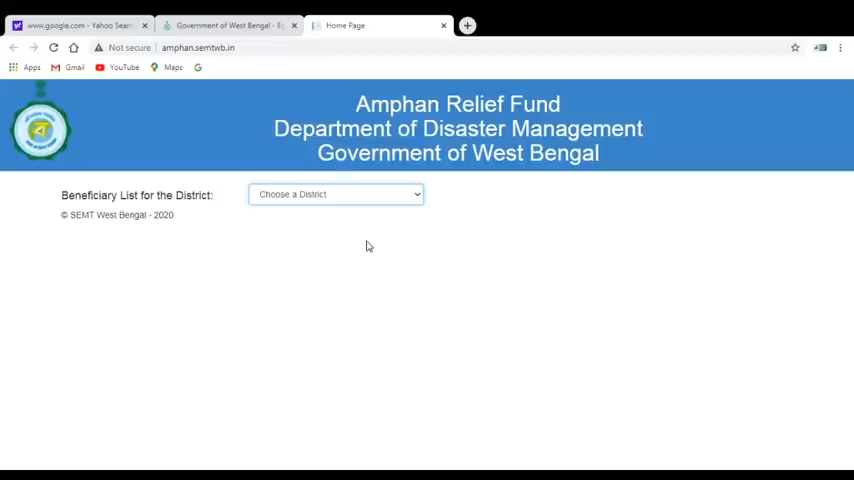 www.google.com - Yahoo Sear
Government of West Bengal - Eg
Home Page
Not secure | amphan.semtwb.in
Apps
Gmail
YouTube
Maps
Amphan Relief Fund
Department of Disaster Management
Government of West Bengal
Beneficiary List for the District:
Choose a District
© SEMT West Bengal - 2020